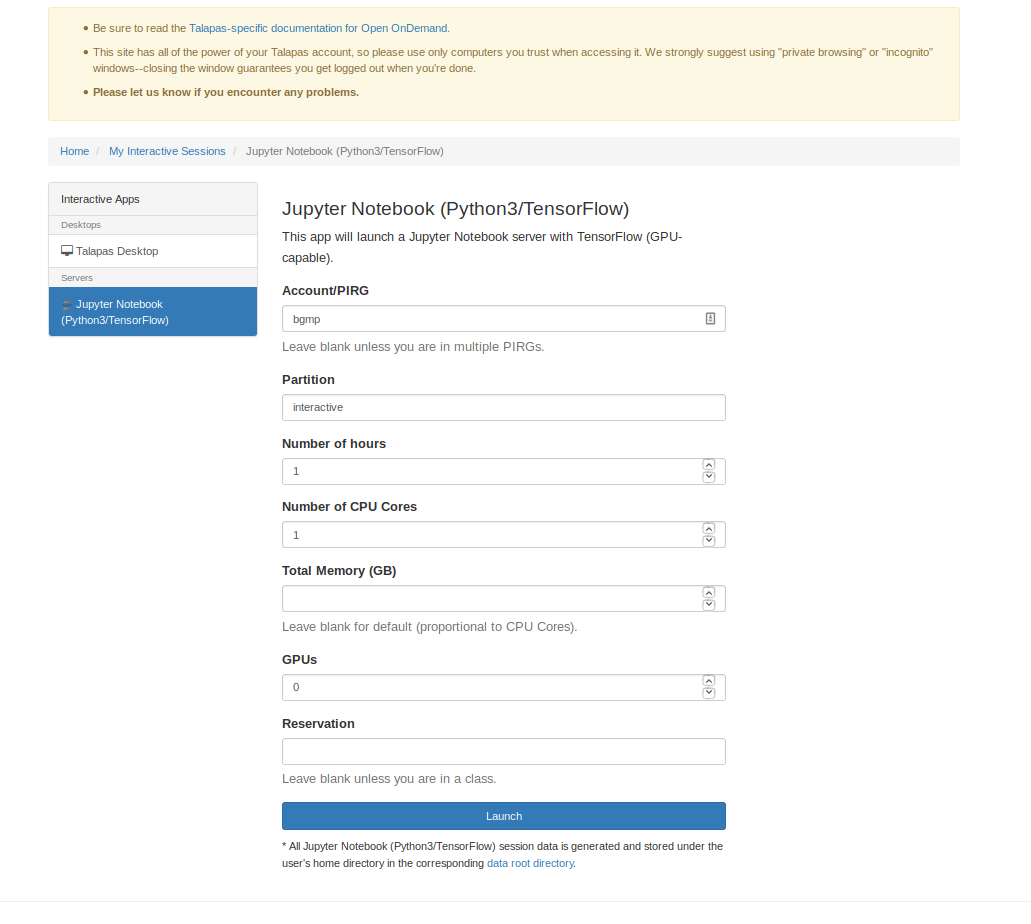 Be sure to read the Talapas-specific documentation for Open OnDemand.
This site has all of the power of your Talapas account, so please use only computers you trust when accessing it. We strongly suggest using "private browsing" or "incognito"
windows--closing the window guarantees you get logged out when you're done.
Please let us know if you encounter any problems.
Home / My Interactive Sessions / Jupyter Notebook (Python3/TensorFlow)
Interactive Apps
Desktops
Talapas Desktop
Servers
Jupyter Notebook
(Python3/TensorFlow)
Jupyter Notebook (Python3/TensorFlow)
This app will launch a Jupyter Notebook server with TensorFlow (GPU-
capable).
Account/PIRG
bgmp
Leave blank unless you are in multiple PIRGs.
Partition
interactive
Number of hours
1
Number of CPU Cores
1
Total Memory (GB)
Leave blank for default (proportional to CPU Cores).
GPUs
0
Reservation
Leave blank unless you are in a class.
Launch
* All Jupyter Notebook (Python3/TensorFlow) session data is generated and stored under the
user's home directory in the corresponding data root directory.